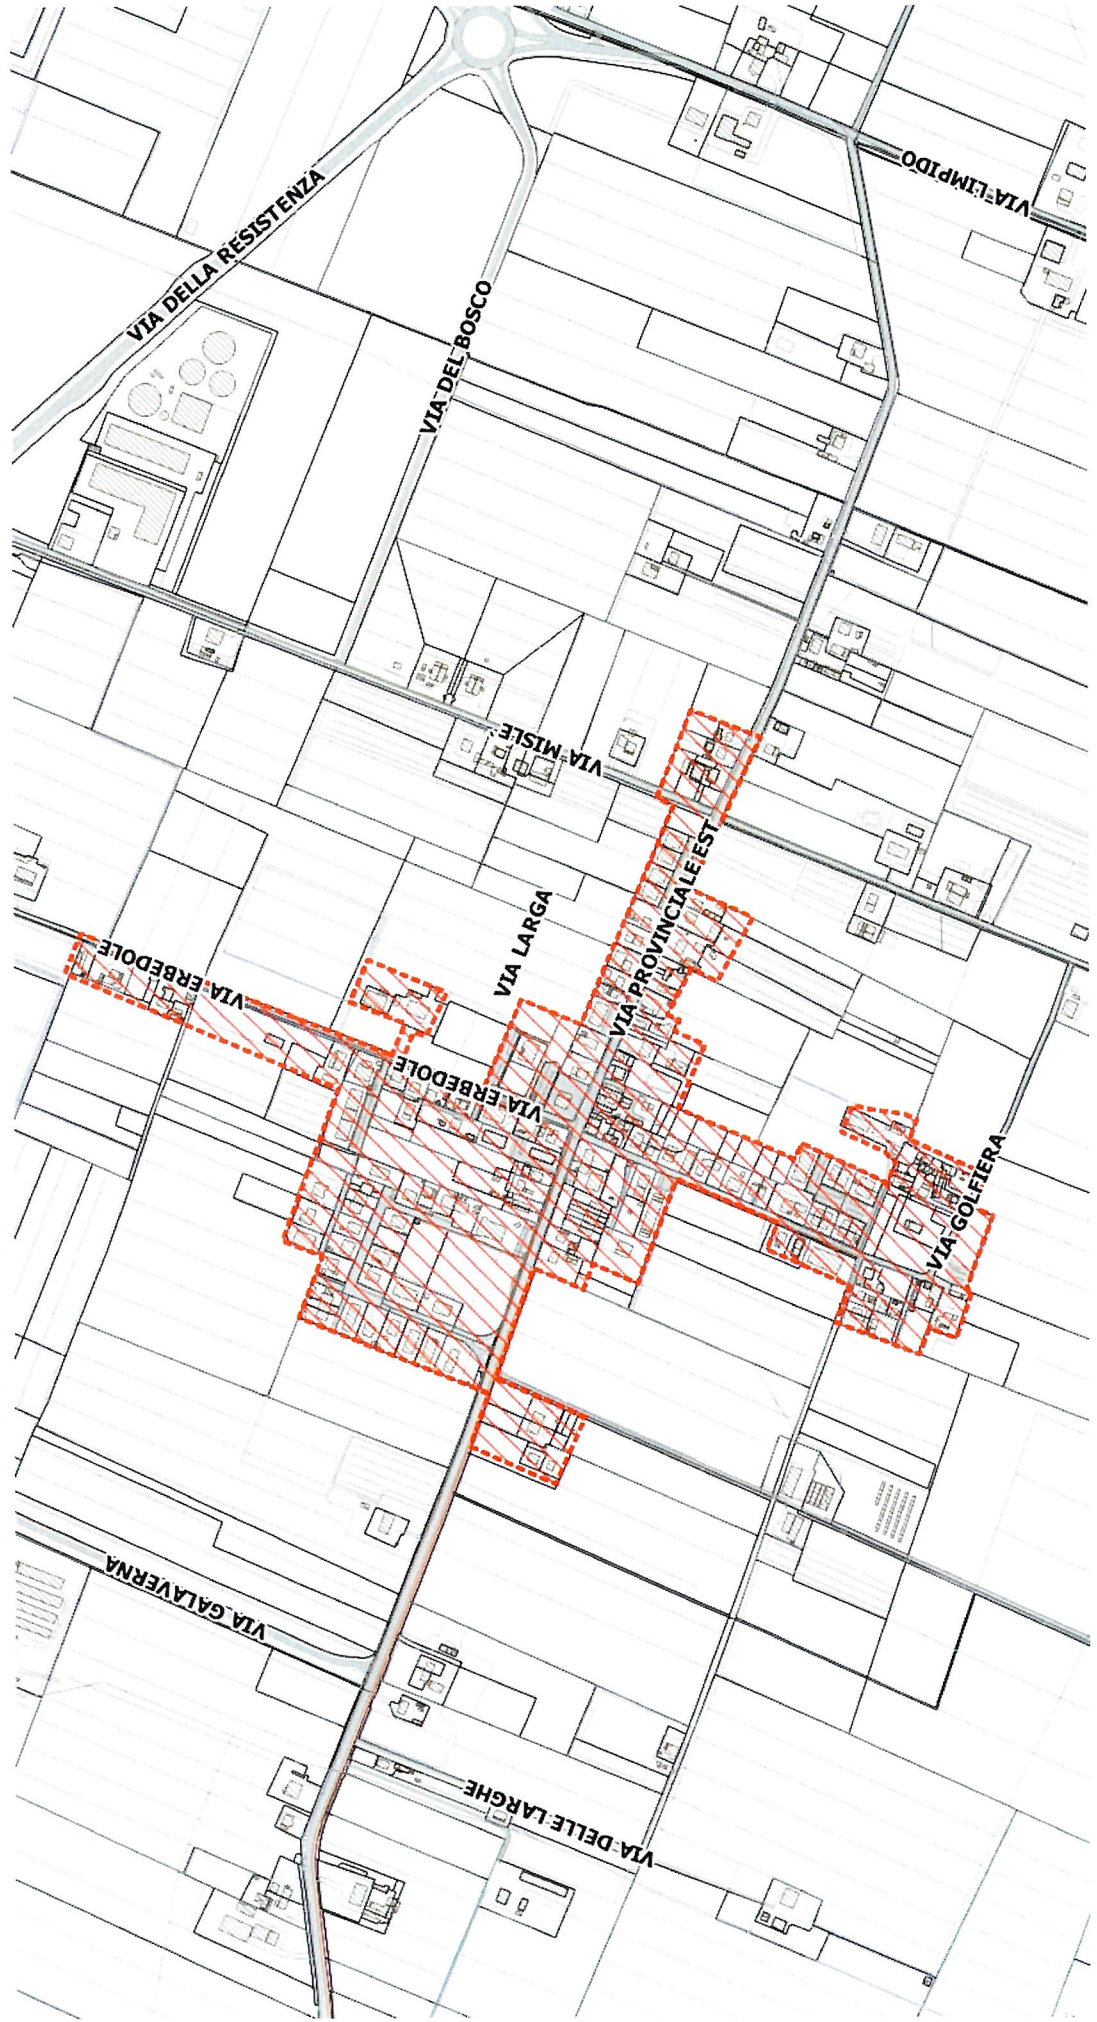 VIA LIMPIDO
VIA DELLA RESISTENZA
VIA DEL BOSCO
VIA MISLE'
VIA PROVINCIALE EST
VIA LARGA
VIA ERBEDOLE
VIA ERBEDOLE
VIA GOLFIERA
VIA GALAVERNA
VIA DELLE LARGHE